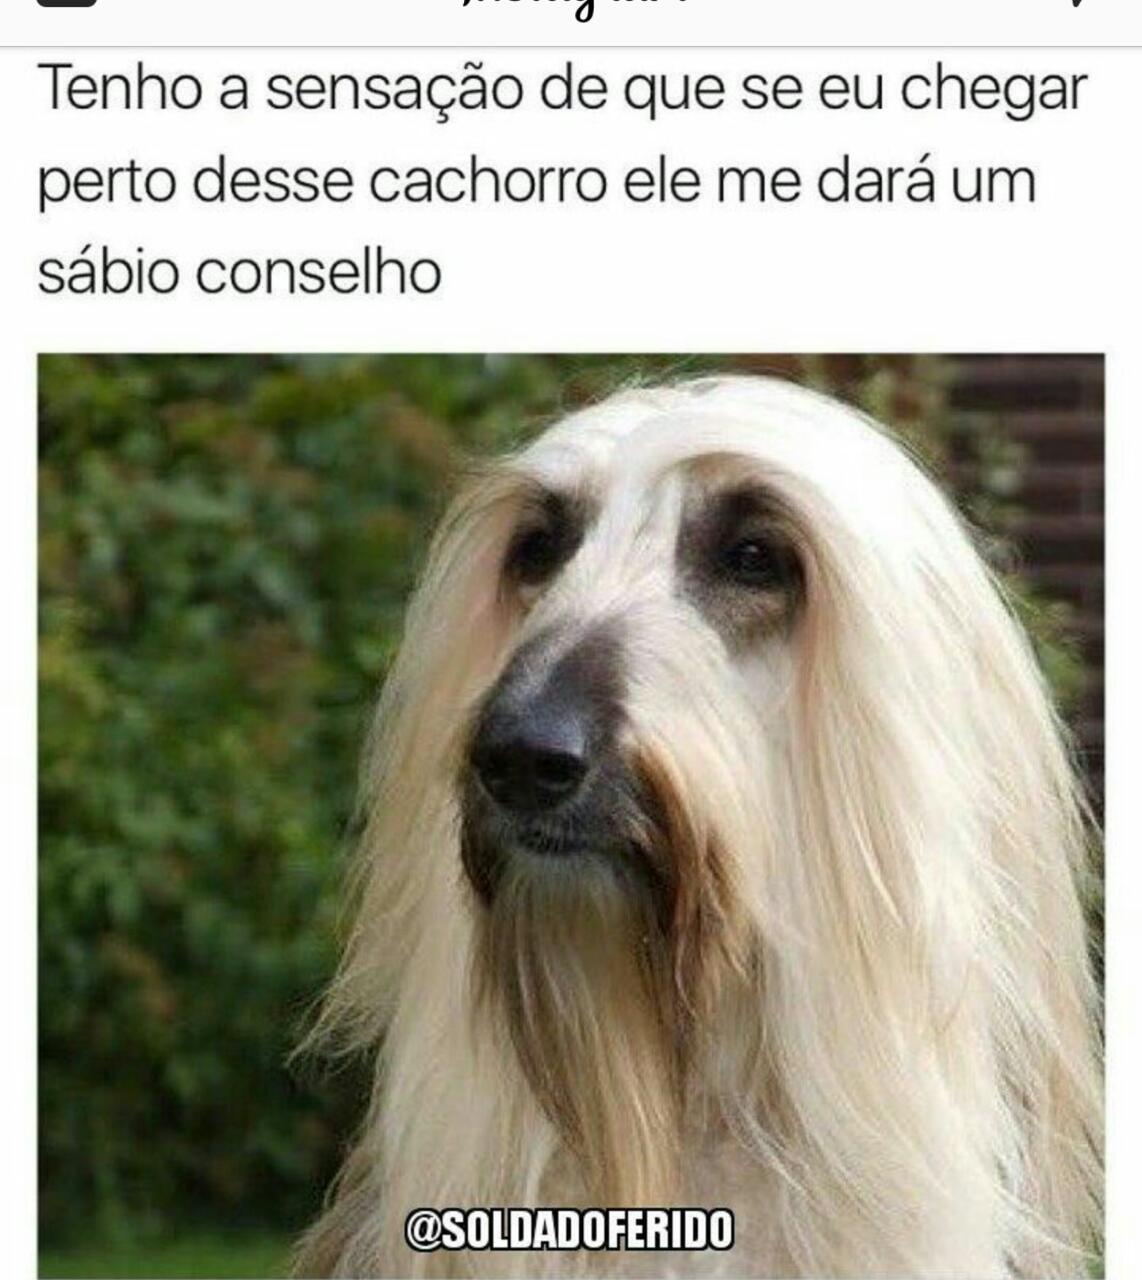 Tenho a sensação de que se eu chegar
perto desse cachorro ele me dará um
sábio conselho
@SOLDADOFERIDO